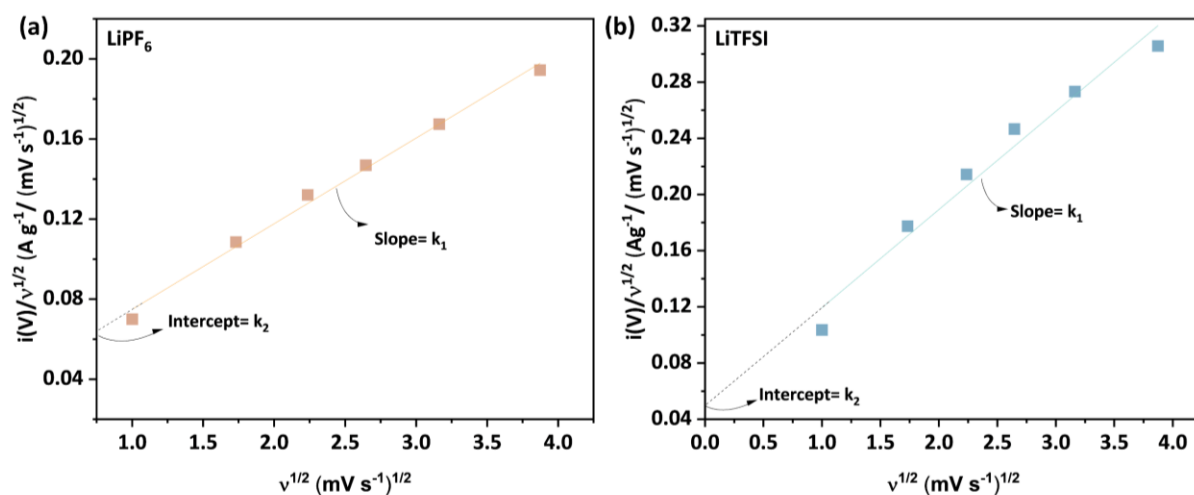 (a)
LiPF₆
i(V)/ν¹/² (A g⁻¹/ (mV s⁻¹)¹/²)
0.20
0.16
0.12
0.08
0.04
Slope= k₁
Intercept= k₂
1.0 1.5 2.0 2.5 3.0 3.5 4.0
ν¹/² (mV s⁻¹)¹/²
(b)
LiTFSI
i(V)/ν¹/² (Ag⁻¹/ (mV s⁻¹)¹/²)
0.32
0.28
0.24
0.20
0.16
0.12
0.08
0.04
Slope= k₁
Intercept= k₂
0.0 0.5 1.0 1.5 2.0 2.5 3.0 3.5 4.0
ν¹/² (mV s⁻¹)¹/²